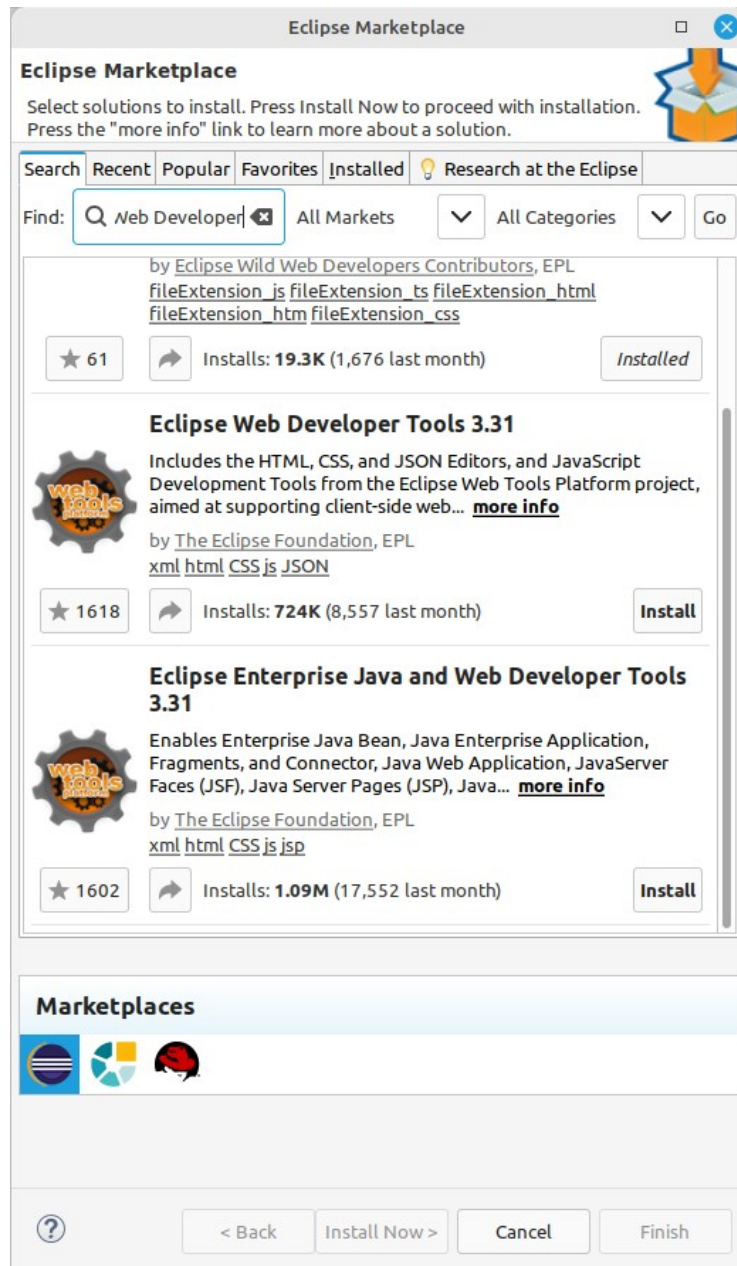 Eclipse Marketplace
Eclipse Marketplace
Select solutions to install. Press Install Now to proceed with installation.
Press the "more info" link to learn more about a solution.
Search Recent Popular Favorites Installed Research at the Eclipse
Find: Web Developer All Markets All Categories Go
by Eclipse Wild Web Developers Contributors, EPL
fileExtension_js fileExtension_ts fileExtension_html
fileExtension_htm fileExtension_css
61 Installs: 19.3K (1,676 last month) Installed
Eclipse Web Developer Tools 3.31
Includes the HTML, CSS, and JSON Editors, and JavaScript
Development Tools from the Eclipse Web Tools Platform project,
aimed at supporting client-side web... more info
web tools platform
by The Eclipse Foundation, EPL
xml html CSS js JSON
1618 Installs: 724K (8,557 last month) Install
Eclipse Enterprise Java and Web Developer Tools
3.31
Enables Enterprise Java Bean, Java Enterprise Application,
Fragments, and Connector, Java Web Application, JavaServer
Faces (JSF), Java Server Pages (JSP), Java... more info
web tools platform
by The Eclipse Foundation, EPL
xml html CSS js jsp
1602 Installs: 1.09M (17,552 last month) Install
Marketplaces
? < Back Install Now > Cancel Finish